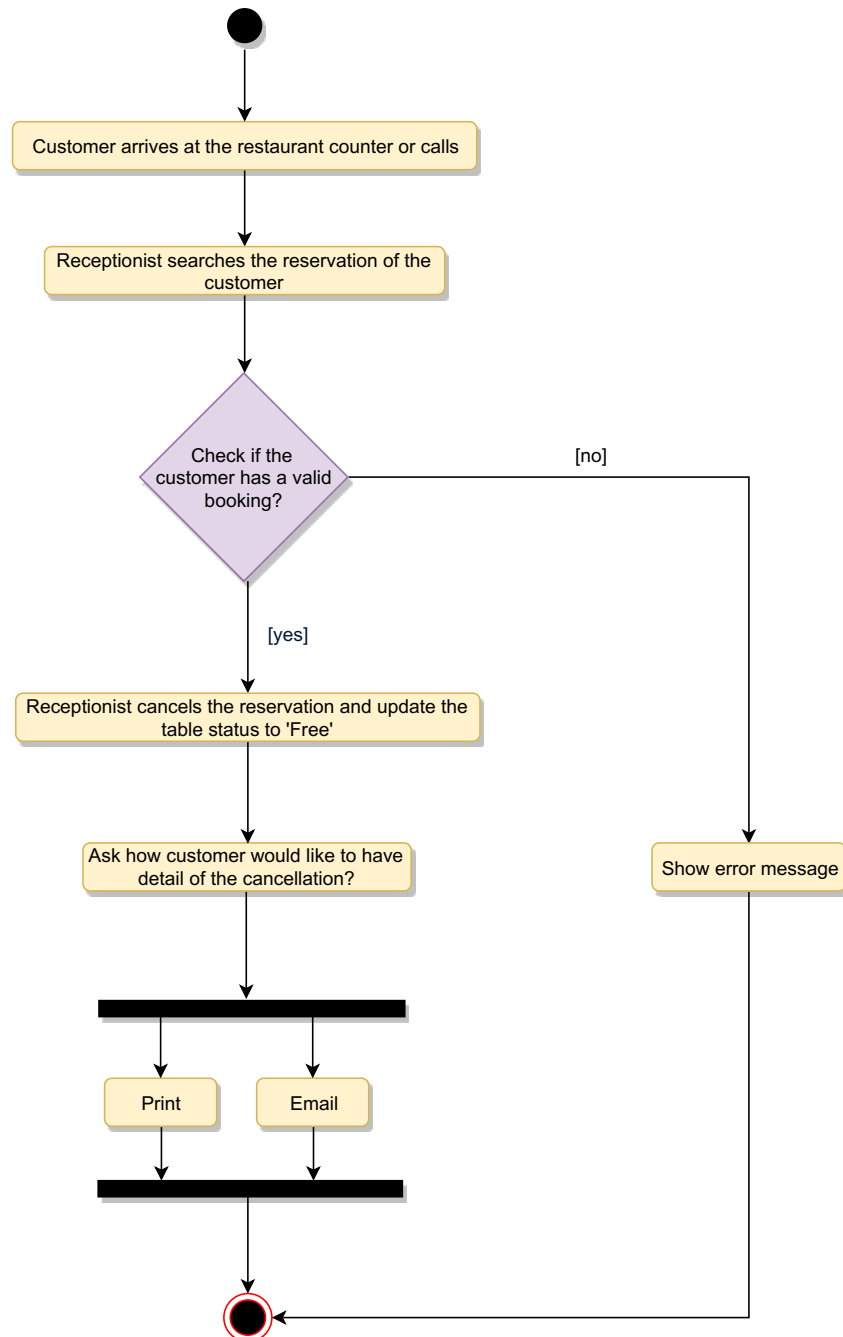 Customer arrives at the restaurant counter or calls
Receptionist searches the reservation of the
customer
Check if the
customer has a valid
booking?
[no]
[yes]
Receptionist cancels the reservation and update the
table status to 'Free'
Ask how customer would like to have
detail of the cancellation?
Show error message
Print
Email